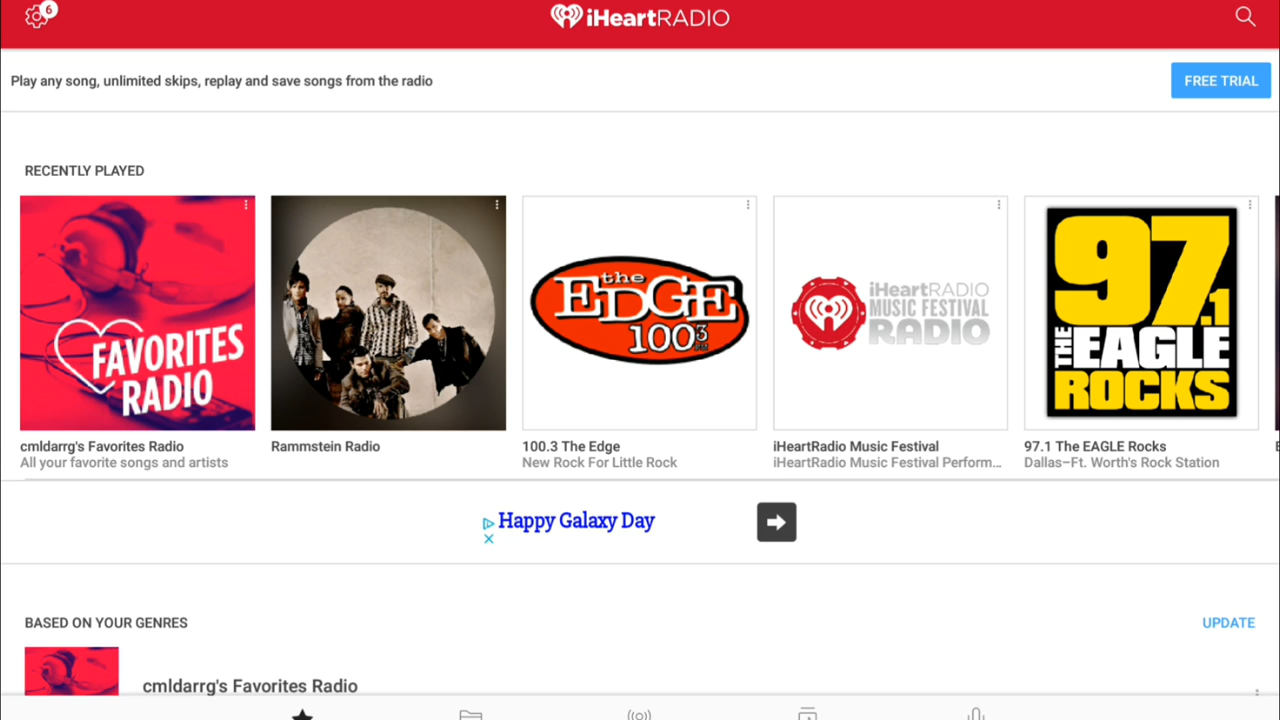 6
iHeartRADIO
Play any song, unlimited skips, replay and save songs from the radio
FREE TRIAL
RECENTLY PLAYED
FAVORITES
RADIO
the
EDGE
100.3
iHeartRADIO
MUSIC FESTIVAL
RADIO
97.1
THE
EAGLE
ROCKS
cmldarrg's Favorites Radio
All your favorite songs and artists
Rammstein Radio
100.3 The Edge
New Rock For Little Rock
iHeartRadio Music Festival
iHeartRadio Music Festival Perform...
97.1 The EAGLE Rocks
Dallas–Ft. Worth's Rock Station
Happy Galaxy Day
BASED ON YOUR GENRES
UPDATE
cmldarrg's Favorites Radio